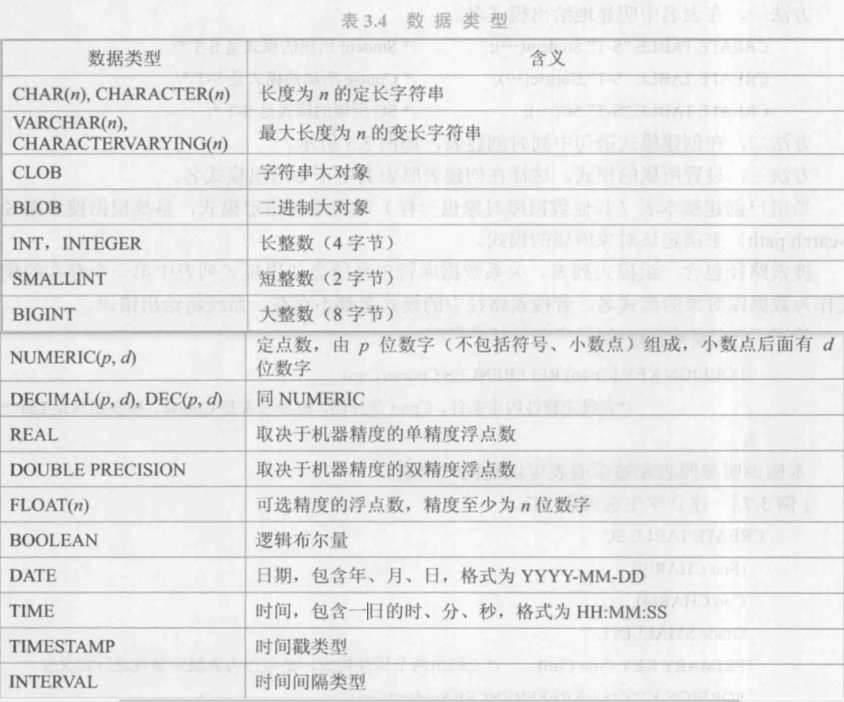 表 3.4 数 据 类 型
数据类型 含义
CHAR(n), CHARACTER(n) 长度为 n 的定长字符串
VARCHAR(n),
CHARACTERVARYING(n) 最大长度为 n 的变长字符串
CLOB 字符串大对象
BLOB 二进制大对象
INT，INTEGER 长整数（4 字节）
SMALLINT 短整数（2 字节）
BIGINT 大整数（8 字节）
NUMERIC(p, d) 定点数，由 p 位数字（不包括符号、小数点）组成，小数点后面有 d
位数字
DECIMAL(p, d), DEC(p, d) 同 NUMERIC
REAL 取决于机器精度的单精度浮点数
DOUBLE PRECISION 取决于机器精度的双精度浮点数
FLOAT(n) 可选精度的浮点数，精度至少为 n 位数字
BOOLEAN 逻辑布尔量
DATE 日期，包含年、月、日，格式为 YYYY-MM-DD
TIME 时间，包含一日的时、分、秒，格式为 HH:MM:SS
TIMESTAMP 时间戳类型
INTERVAL 时间间隔类型